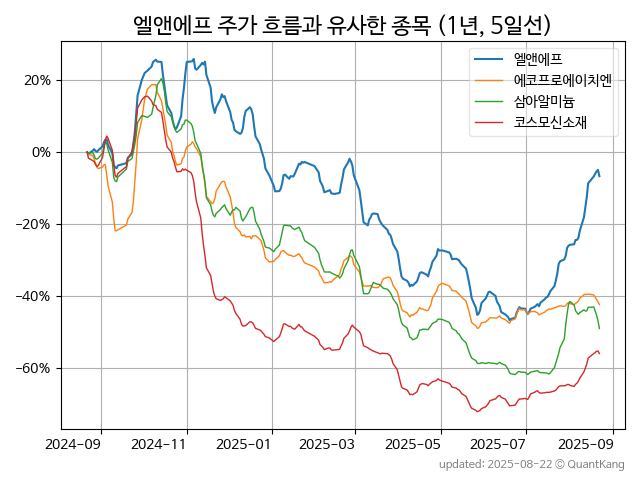 엘앤에프 주가 흐름과 유사한 종목 (1년, 5일선)
엘앤에프
에코프로에이치엔
삼아알미늄
코스모신소재
20%
0%
−20%
−40%
−60%
2024-09 2024-11 2025-01 2025-03 2025-05 2025-07 2025-09
updated: 2025-08-22 © QuantKang